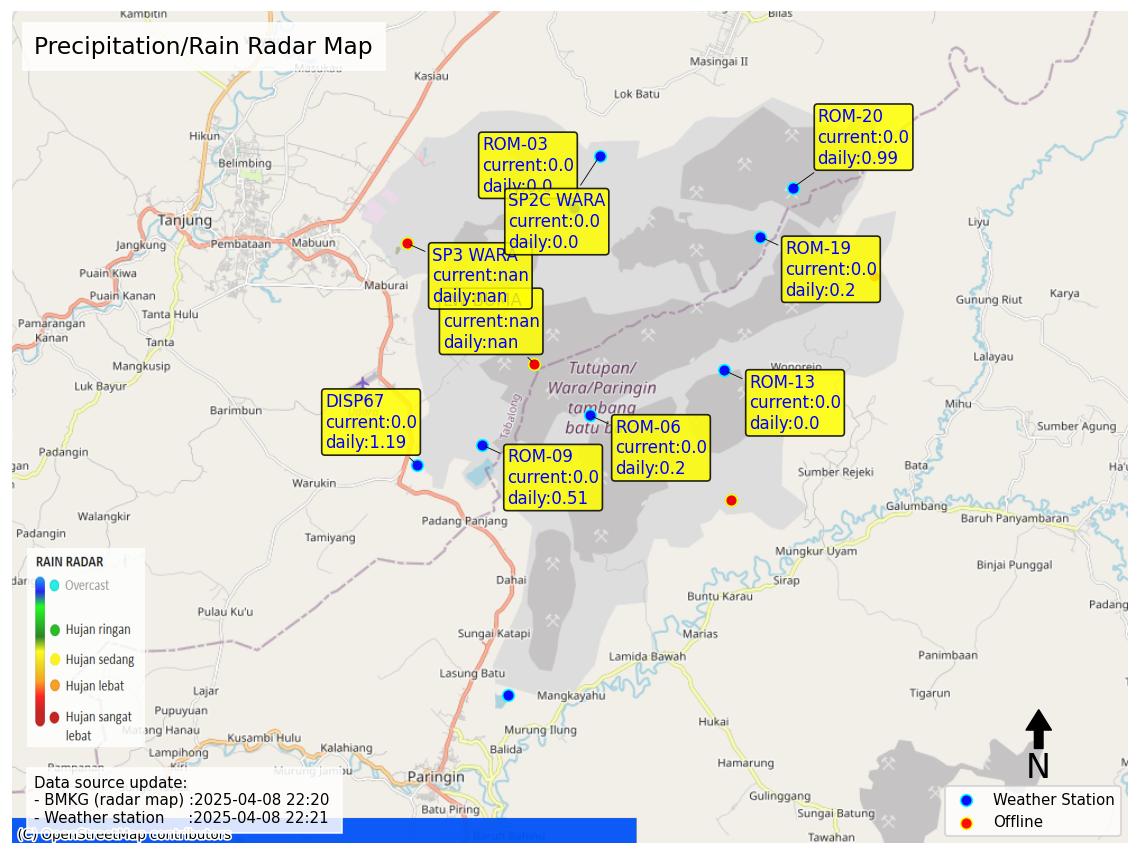 Kambitin
Bilas
Precipitation/Rain Radar Map
Masukau
Kasiau
Masingai II
Lok Batu
Hikun
Belimbing
ROM-03
current:0.0
daily:0.0
ROM-20
current:0.0
daily:0.99
SP2C WARA
current:0.0
daily:0.0
Tanjung
Jangkung
Pembataan
Mabuun
Liyu
SP3 WARA
current:nan
daily:nan
ROM-19
current:0.0
daily:0.2
Puain Kiwa
Maburai
Puain Kanan
Tanta Hulu
Gunung Riut
Karya
current:nan
daily:nan
Pamarangan
Kanan
Tanta
Mangkusip
Luk Bayur
Lalayau
Wonorejo
Tutupan/
Wara/Paringin
tambang
batu b
Tabalong
ROM-13
current:0.0
daily:0.0
DISP67
current:0.0
daily:1.19
Barimbun
Mihu
Sumber Agung
ROM-06
current:0.0
daily:0.2
ROM-09
current:0.0
daily:0.51
Padangin
Bata
Sumber Rejeki
Warukin
Galumbang
Baruh Panyambaran
Walangkir
Padang Panjang
Padangin
Tamiyang
Mungkur Uyam
Binjai Punggal
RAIN RADAR
Overcast
Hujan ringan
Hujan sedang
Hujan lebat
Hujan sangat
lebat
Dahai
Sirap
Buntu Karau
Pulau Ku'u
Padang
Sungai Katapi
Marias
Lamida Bawah
Panimbaan
Lasung Batu
Lajar
Mangkayahu
Tigarun
Pupuyuan
Matang Hanau
Murung Ilung
Hukai
Kusambi Hulu
Lampihong
Kalahiang
Balida
Hamarung
Kiri
Pampanan
Murung Jambu
Paringin
N
Gulinggang
Batu Piring
Sungai Batung
Tawahan
Baruh Bahinu
Data source update:
- BMKG (radar map) :2025-04-08 22:20
- Weather station :2025-04-08 22:21
(C) OpenStreetMap contributors
Weather Station
Offline